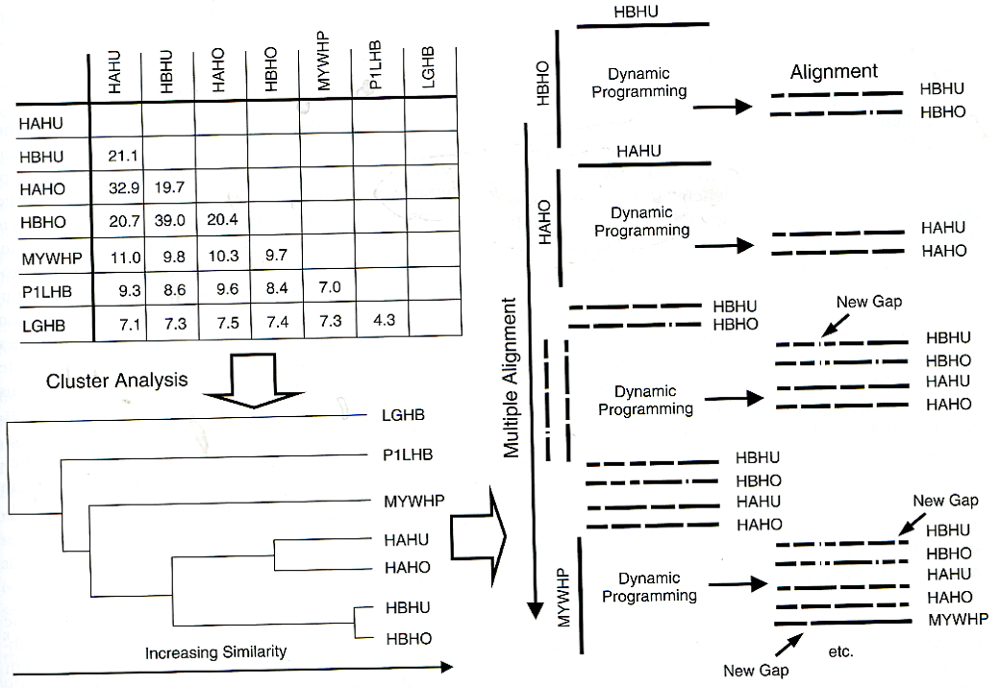 HAHU HBHU HAHO HBHO MYWHP P1LHB LGHB
HAHU
HBHU 21.1
HAHO 32.9 19.7
HBHO 20.7 39.0 20.4
MYWHP 11.0 9.8 10.3 9.7
P1LHB 9.3 8.6 9.6 8.4 7.0
LGHB 7.1 7.3 7.5 7.4 7.3 4.3
Cluster Analysis
LGHB
P1LHB
MYWHP
HAHU
HAHO
HBHU
HBHO
Increasing Similarity
Multiple Alignment
HBHU
HBHO
Dynamic
Programming
Alignment
HBHU
HBHO
HAHU
HAHO
Dynamic
Programming
HAHU
HAHO
HBHU
HBHO
Dynamic
Programming
New Gap
HBHU
HBHO
HAHU
HAHO
HBHU
HBHO
HAHU
HAHO
MYWHP
Dynamic
Programming
New Gap
HBHU
HBHO
HAHU
HAHO
MYWHP
New Gap
etc.